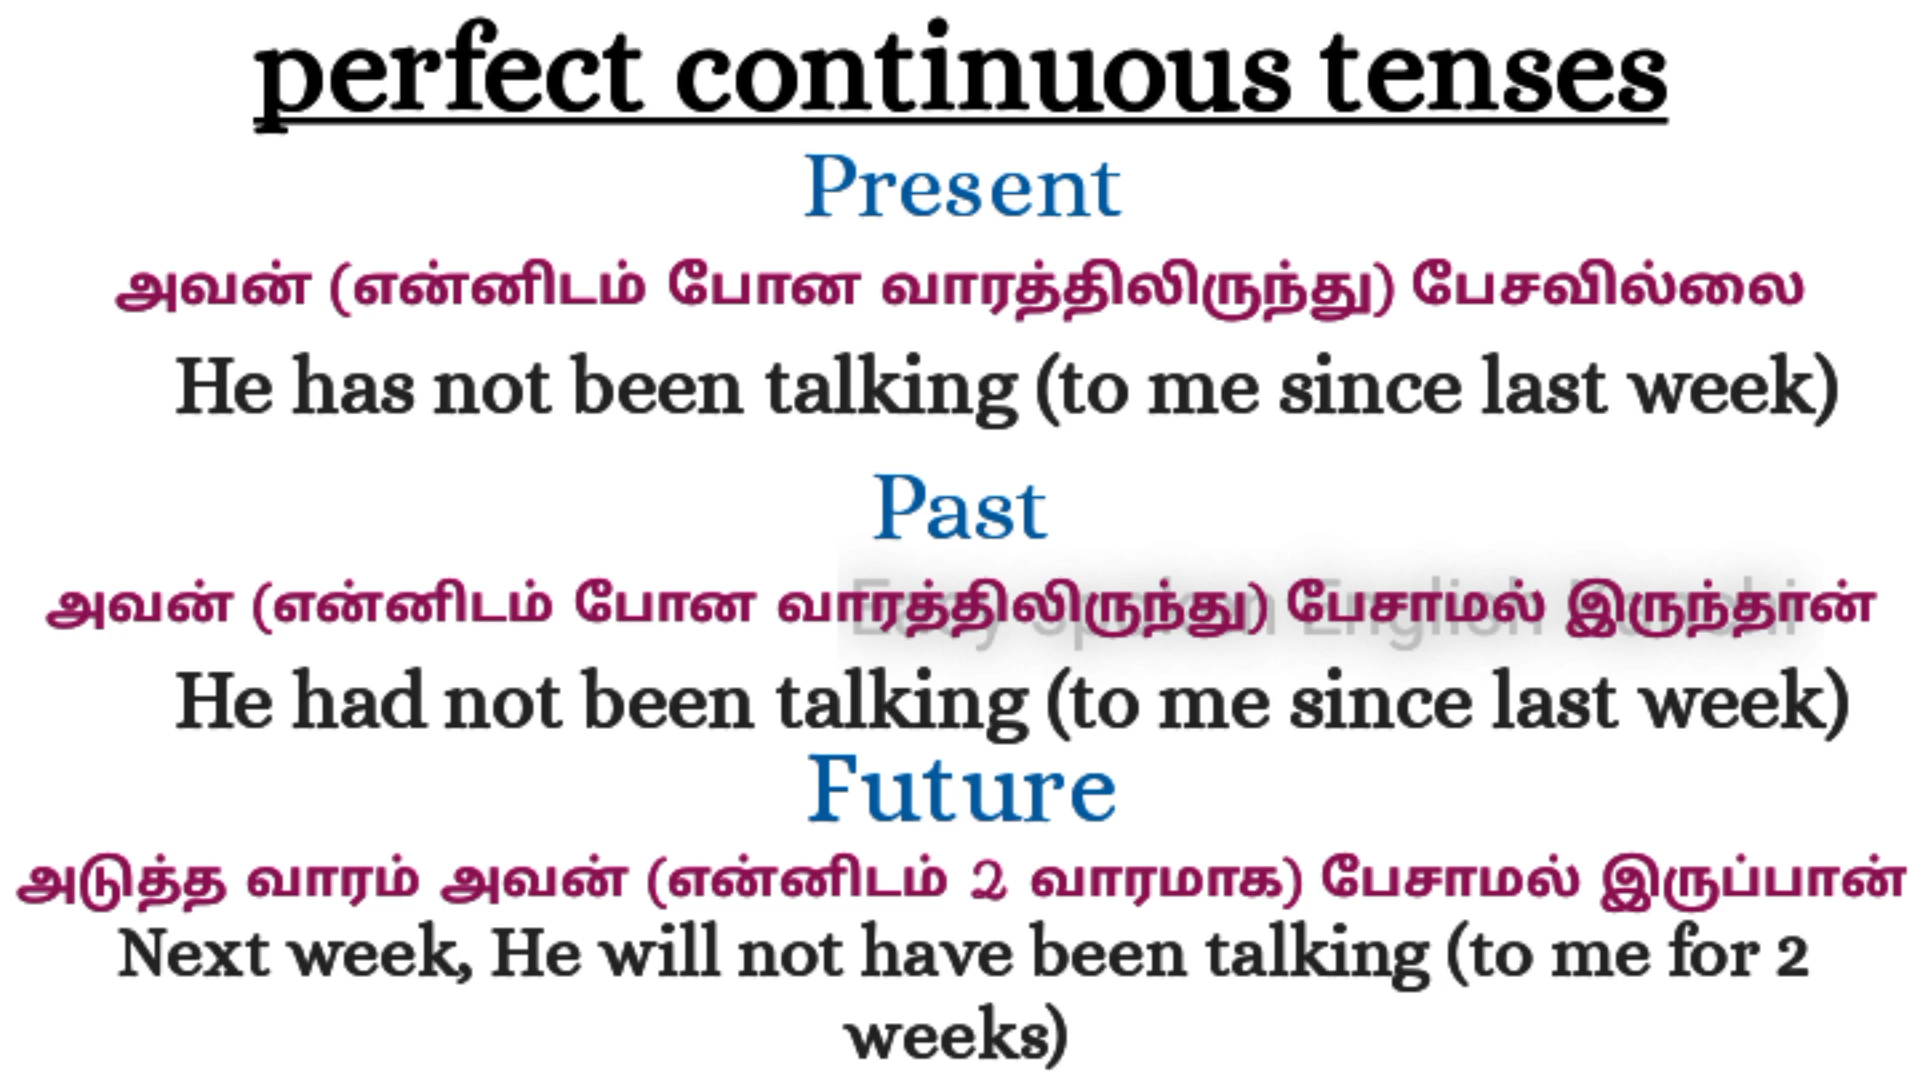 perfect continuous tenses
Present
அவன் (என்னிடம் போன வாரத்திலிருந்து) பேசவில்லை
He has not been talking (to me since last week)
Past
அவன் (என்னிடம் போன வாரத்திலிருந்து) பேசாமல் இருந்தான்
He had not been talking (to me since last week)
Future
அடுத்த வாரம் அவன் (என்னிடம் 2 வாரமாக) பேசாமல் இருப்பான்
Next week, He will not have been talking (to me for 2
weeks)